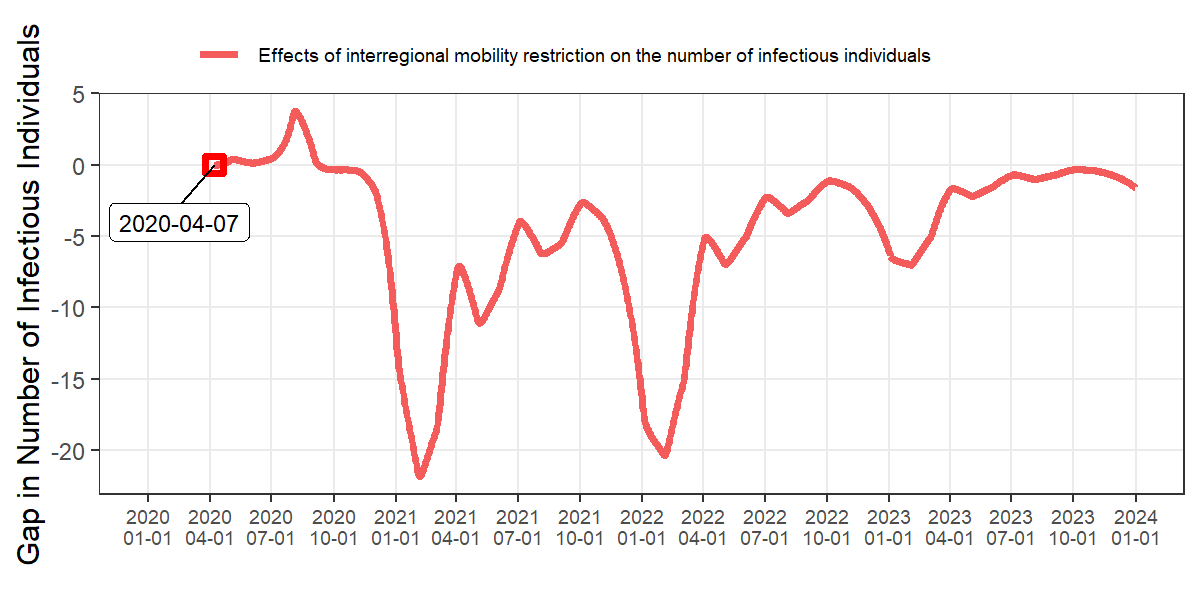 Effects of interregional mobility restriction on the number of infectious individuals
Gap in Number of Infectious Individuals
5
0
-5
-10
-15
-20
2020-04-07
2020 2020 2020 2020 2021 2021 2021 2021 2022 2022 2022 2022 2023 2023 2023 2023 2024
01-01 04-01 07-01 10-01 01-01 04-01 07-01 10-01 01-01 04-01 07-01 10-01 01-01 04-01 07-01 10-01 01-01